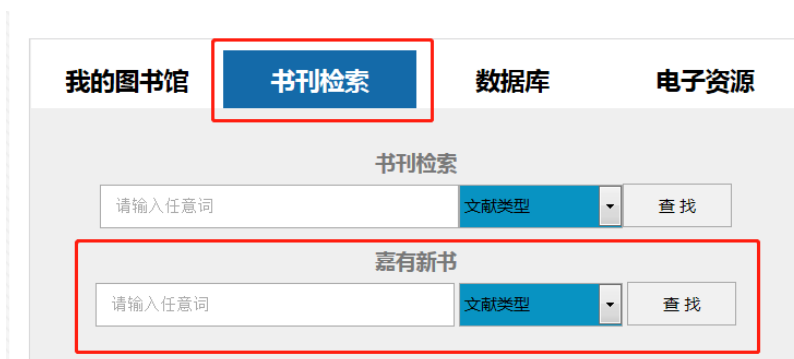 我的图书馆 书刊检索 数据库 电子资源
书刊检索
请输入任意词 文献类型 查 找
嘉有新书
请输入任意词 文献类型 查 找